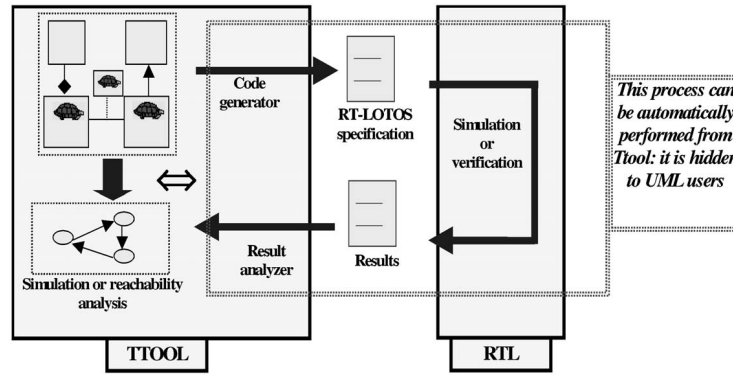 Code
generator
RT-LOTOS
specification
Simulation
or
verification
This process can
be automatically
performed from
Ttool: it is hidden
to UML users
Result
analyzer
Results
Simulation or reachability
analysis
TTOOL
RTL